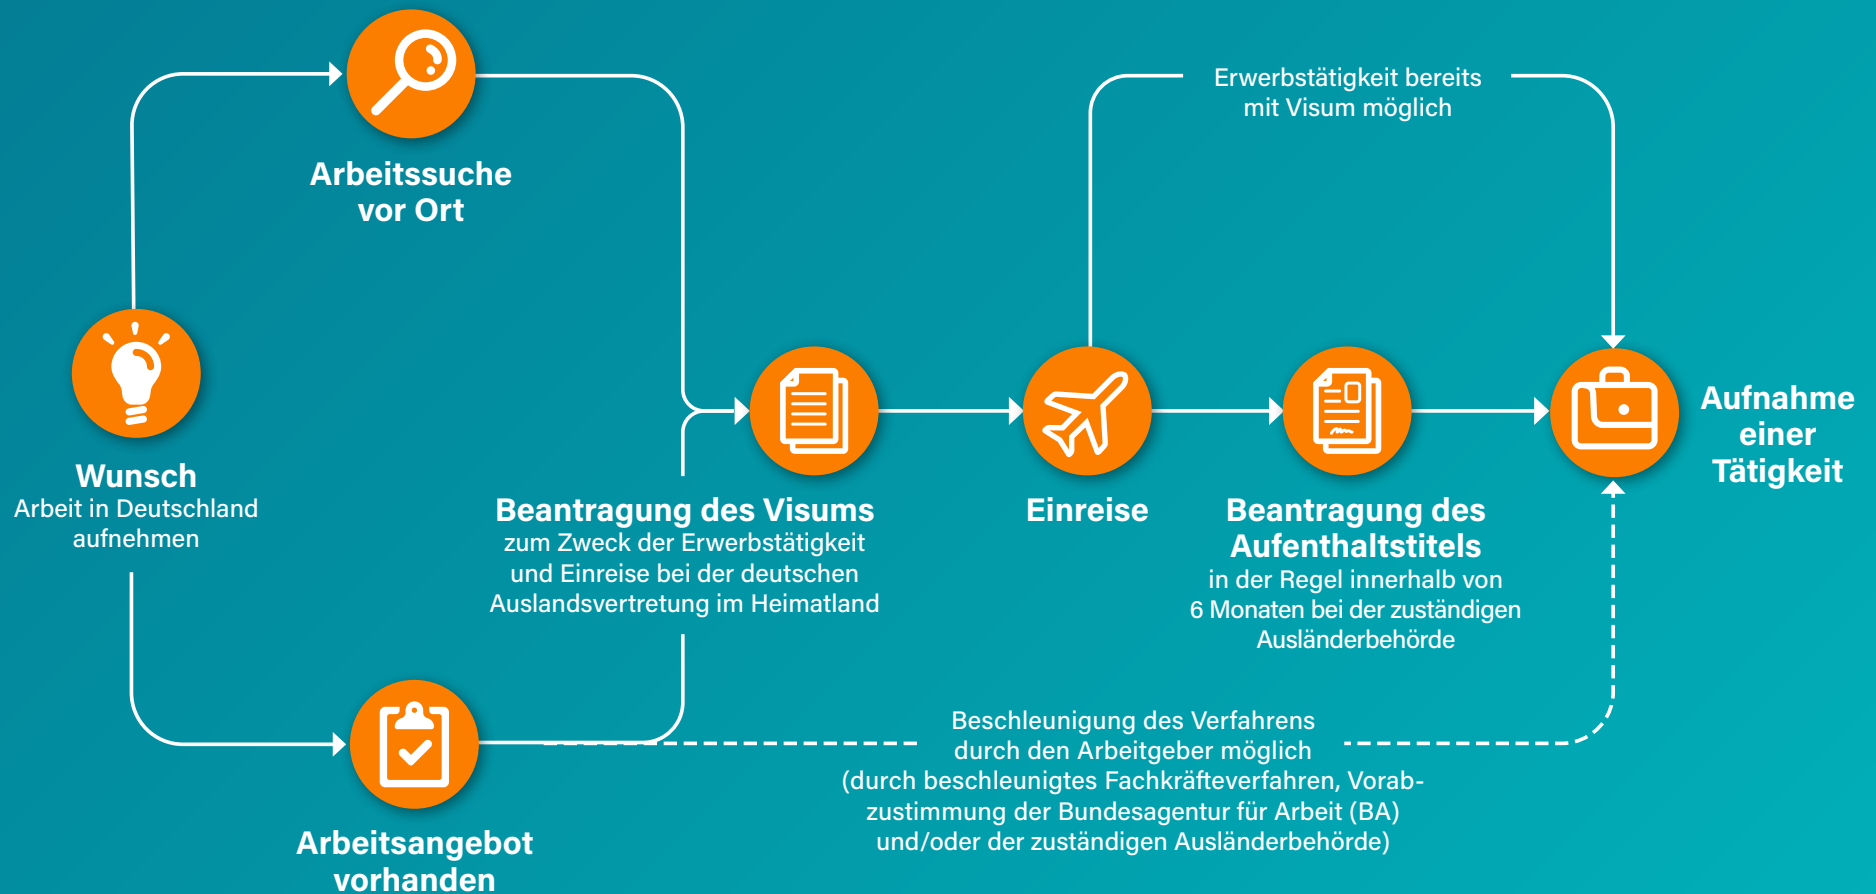 Arbeitssuche
vor Ort
Erwerbstätigkeit bereits
mit Visum möglich
Wunsch
Arbeit in Deutschland
aufnehmen
Beantragung des Visums
zum Zweck der Erwerbstätigkeit
und Einreise bei der deutschen
Auslandsvertretung im Heimatland
Einreise
Beantragung des
Aufenthaltstitels
in der Regel innerhalb von
6 Monaten bei der zuständigen
Ausländerbehörde
Aufnahme
einer
Tätigkeit
Arbeitsangebot
vorhanden
Beschleunigung des Verfahrens
durch den Arbeitgeber möglich
(durch beschleunigtes Fachkräfteverfahren, Vorab-
zustimmung der Bundesagentur für Arbeit (BA)
und/oder der zuständigen Ausländerbehörde)